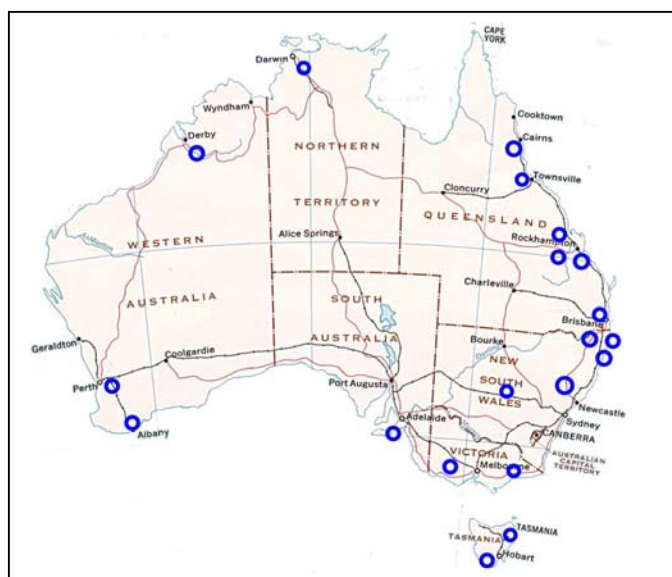 CAPE
YORK
Darwin
Wyndham
Cooktown
Derby
Cairns
NORTHERN
Townsville
Cloncurry
TERRITORY
QUEENSLAND
Alice Springs
Rockhampton
WESTERN
Charleville
SOUTH
AUSTRALIA
Brisbane
AUSTRALIA
Bourke
Geraldton
Coolgardie
NEW
Port Augusta
SOUTH
Perth
WALES
Newcastle
Adelaide
Sydney
Albany
CANBERRA
VICTORIA
AUSTRALIAN
CAPITAL
TERRITORY
Melbourne
TASMANIA
TASMANIA
Hobart